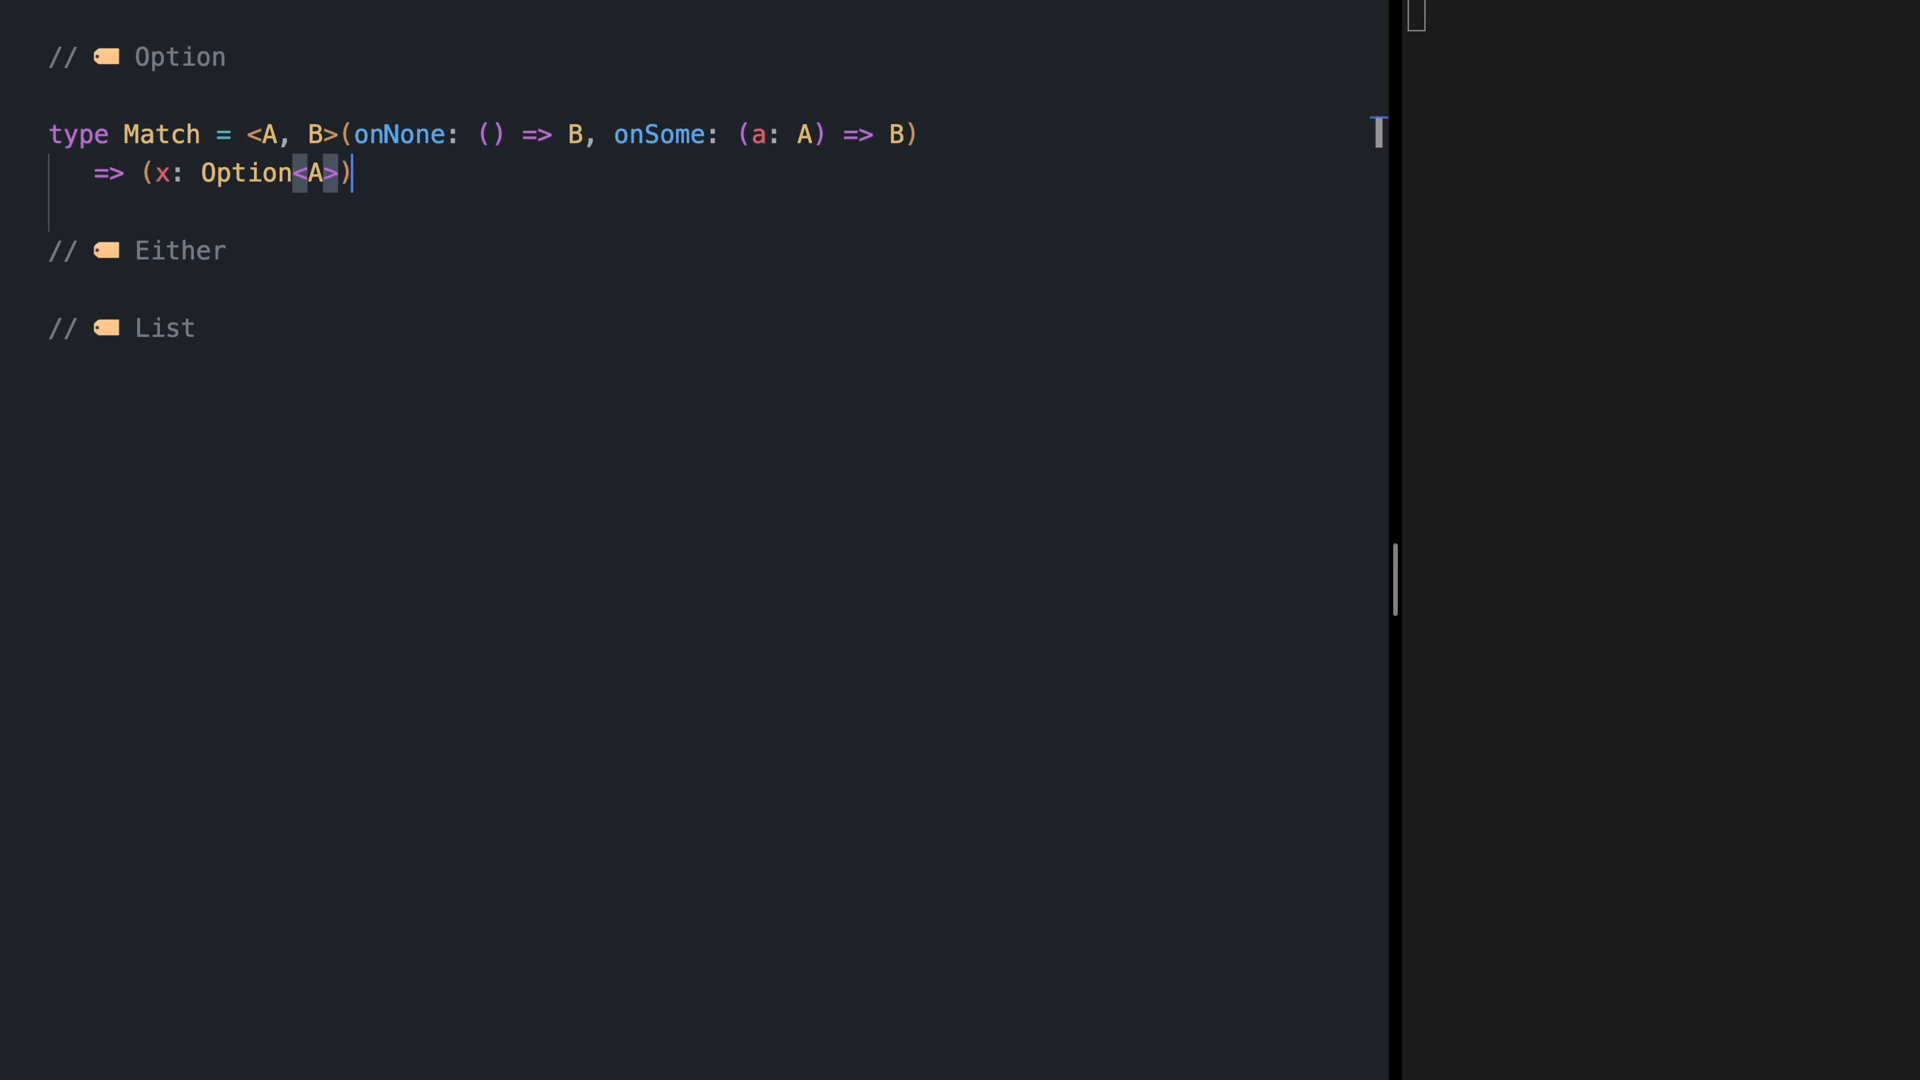 // 🏷️ Option
type Match = <A, B>(onNone: () => B, onSome: (a: A) => B)
=> (x: Option<A>)
// 🏷️ Either
// 🏷️ List